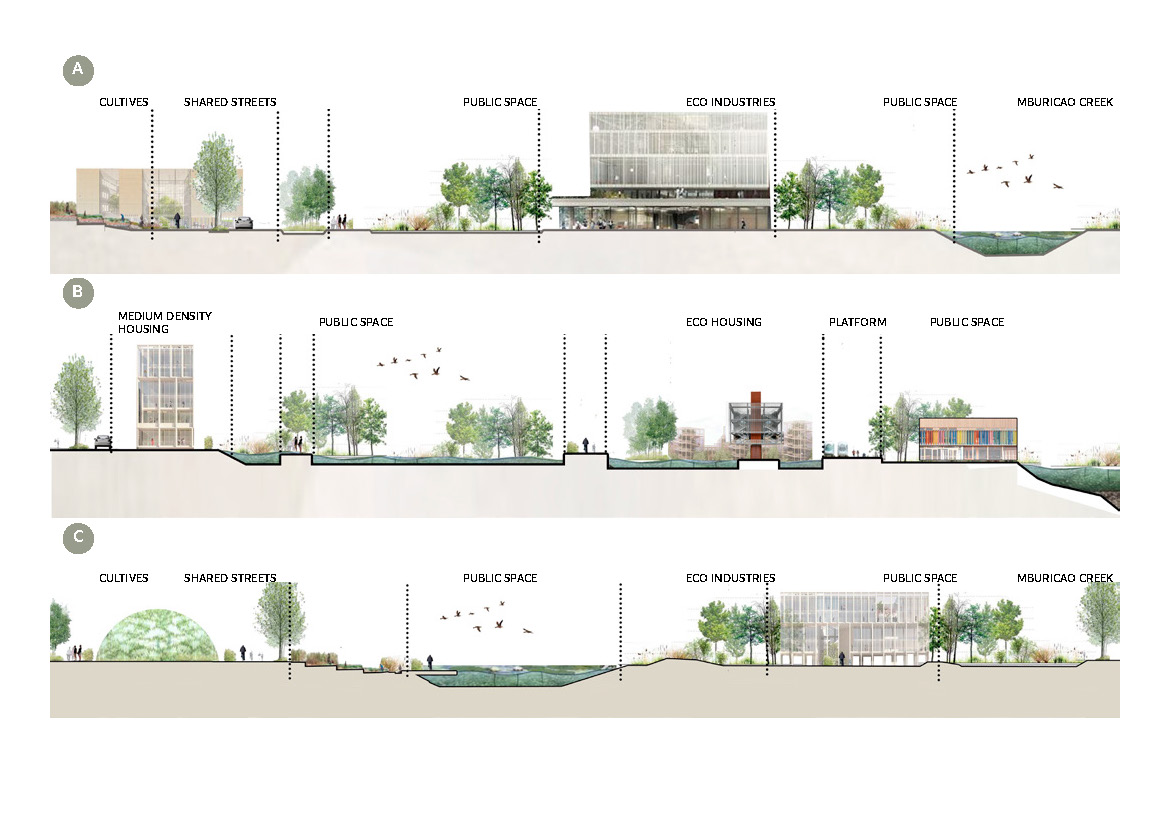 A
CULTIVES SHARED STREETS PUBLIC SPACE ECO INDUSTRIES PUBLIC SPACE MBURICAO CREEK
B
MEDIUM DENSITY
HOUSING PUBLIC SPACE ECO HOUSING PLATFORM PUBLIC SPACE
C
CULTIVES SHARED STREETS PUBLIC SPACE ECO INDUSTRIES PUBLIC SPACE MBURICAO CREEK